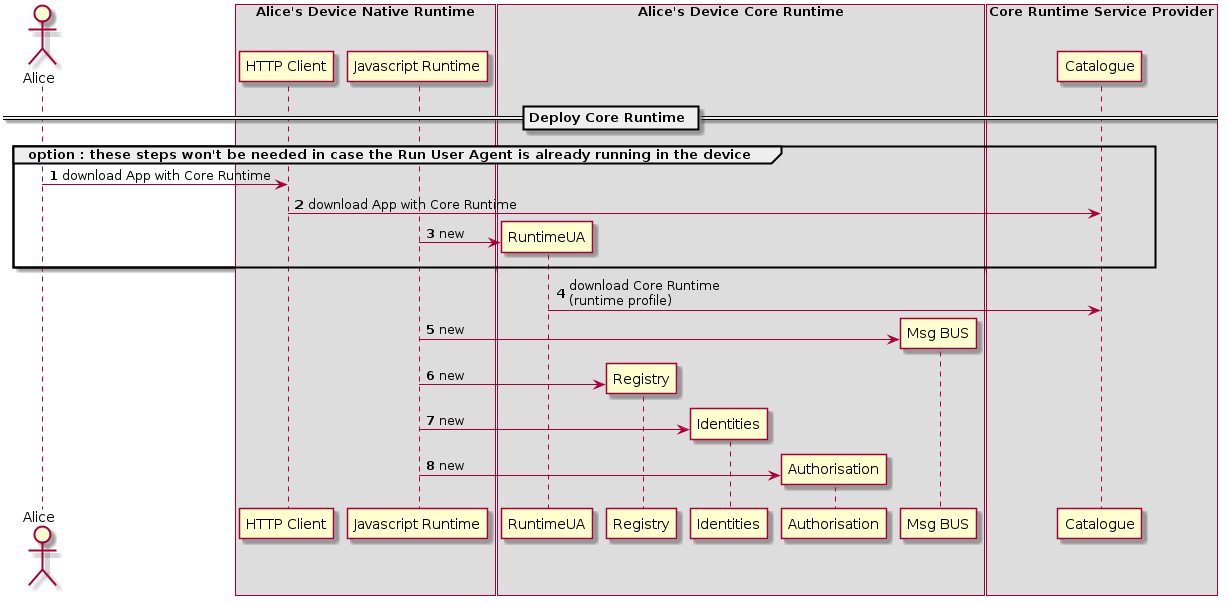 Alice's Device Native Runtime
Alice's Device Core Runtime
Core Runtime Service Provider
Alice
HTTP Client
Javascript Runtime
Catalogue
Deploy Core Runtime
option : these steps won't be needed in case the Run User Agent is already running in the device
1 download App with Core Runtime
2 download App with Core Runtime
3 new
RuntimeUA
4 download Core Runtime
(runtime profile)
5 new
Msg BUS
6 new
Registry
7 new
Identities
8 new
Authorisation
Alice
HTTP Client
Javascript Runtime
RuntimeUA
Registry
Identities
Authorisation
Msg BUS
Catalogue